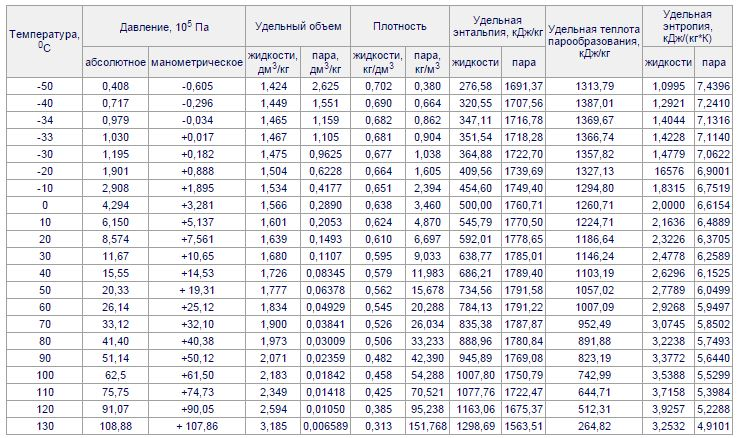 Температура, ⁰С Давление, 10⁵ Па Удельный объем Плотность Удельная энтальпия, кДж/кг Удельная теплота парообразования, кДж/кг Удельная энтропия, кДж/(кг*К)
абсолютное манометрическое жидкости, дм³/кг пара, дм³/кг жидкости, кг/дм³ пара, кг/м³ жидкости пара жидкости пара
-50 0,408 -0,605 1,424 2,625 0,702 0,380 276,58 1691,37 1313,79 1,0995 7,4396
-40 0,717 -0,296 1,449 1,551 0,690 0,664 320,55 1707,56 1387,01 1,2921 7,2410
-34 0,979 -0,034 1,465 1,159 0,682 0,862 347,11 1716,78 1369,67 1,4044 7,1316
-33 1,030 +0,017 1,467 1,105 0,681 0,904 351,54 1718,28 1366,74 1,4228 7,1140
-30 1,195 +0,182 1,475 0,9625 0,677 1,038 364,88 1722,70 1357,82 1,4779 7,0622
-20 1,901 +0,888 1,504 0,6228 0,664 1,605 409,56 1739,69 1327,13 16576 6,9001
-10 2,908 +1,895 1,534 0,4177 0,651 2,394 454,60 1749,40 1294,80 1,8315 6,7519
0 4,294 +3,281 1,566 0,2890 0,638 3,460 500,00 1760,71 1260,71 2,0000 6,6154
10 6,150 +5,137 1,601 0,2053 0,624 4,870 545,79 1770,50 1224,71 2,1636 6,4889
20 8,574 +7,561 1,639 0,1493 0,610 6,697 592,01 1778,65 1186,64 2,3226 6,3705
30 11,67 +10,65 1,680 0,1107 0,595 9,033 638,77 1785,01 1146,24 2,4778 6,2589
40 15,55 +14,53 1,726 0,08345 0,579 11,983 686,21 1789,40 1103,19 2,6296 6,1525
50 20,33 + 19,31 1,777 0,06378 0,562 15,678 734,56 1791,58 1057,02 2,7789 6,0499
60 26,14 +25,12 1,834 0,04929 0,545 20,288 784,13 1791,22 1007,09 2,9268 5,9497
70 33,12 +32,10 1,900 0,03841 0,526 26,034 835,38 1787,87 952,49 3,0745 5,8502
80 41,40 +40,38 1,973 0,03009 0,506 33,233 888,96 1780,84 891,88 3,2238 5,7493
90 51,14 +50,12 2,071 0,02359 0,482 42,390 945,89 1769,08 823,19 3,3772 5,6440
100 62,5 +61,50 2,183 0,01842 0,458 54,288 1007,80 1750,79 742,99 3,5388 5,5299
110 75,75 +74,73 2,349 0,01418 0,425 70,521 1077,76 1722,47 644,71 3,7158 5,3984
120 91,07 +90,05 2,594 0,01050 0,385 95,238 1163,06 1675,37 512,31 3,9257 5,2288
130 108,88 + 107,86 3,185 0,006589 0,313 151,768 1298,69 1563,51 264,82 3,2532 4,9101